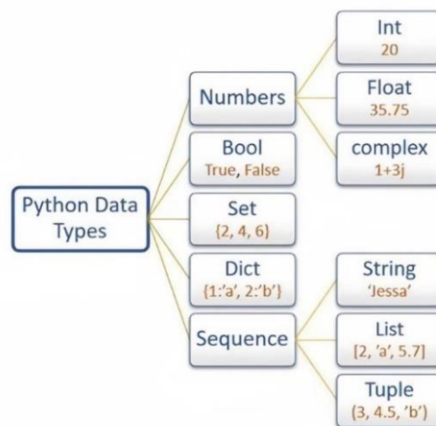 Python Data
Types
Numbers
Int
20
Float
35.75
complex
1+3j
Bool
True, False
Set
{2, 4, 6}
Dict
{1:'a', 2:'b'}
Sequence
String
'Jessa'
List
[2, 'a', 5.7]
Tuple
(3, 4.5, 'b')